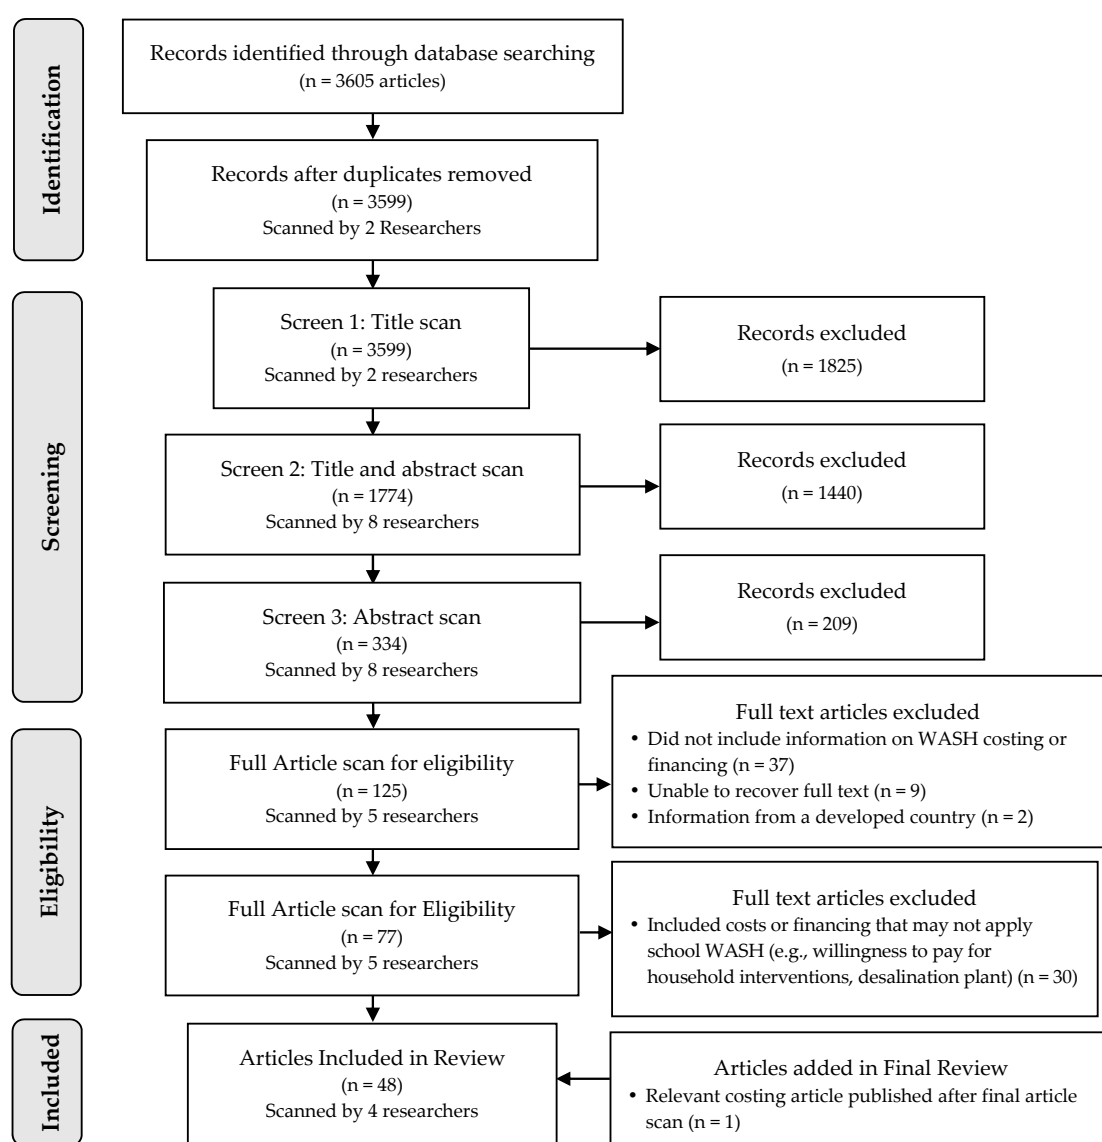 Identification
Records identified through database searching
(n = 3605 articles)
Records after duplicates removed
(n = 3599)
Scanned by 2 Researchers
Screening
Screen 1: Title scan
(n = 3599)
Scanned by 2 researchers
Records excluded
(n = 1825)
Screen 2: Title and abstract scan
(n = 1774)
Scanned by 8 researchers
Records excluded
(n = 1440)
Screen 3: Abstract scan
(n = 334)
Scanned by 8 researchers
Records excluded
(n = 209)
Eligibility
Full Article scan for eligibility
(n = 125)
Scanned by 5 researchers
Full text articles excluded
• Did not include information on WASH costing or
financing (n = 37)
• Unable to recover full text (n = 9)
• Information from a developed country (n = 2)
Full Article scan for Eligibility
(n = 77)
Scanned by 5 researchers
Full text articles excluded
• Included costs or financing that may not apply
school WASH (e.g., willingness to pay for
household interventions, desalination plant) (n = 30)
Included
Articles Included in Review
(n = 48)
Scanned by 4 researchers
Articles added in Final Review
• Relevant costing article published after final article
scan (n = 1)